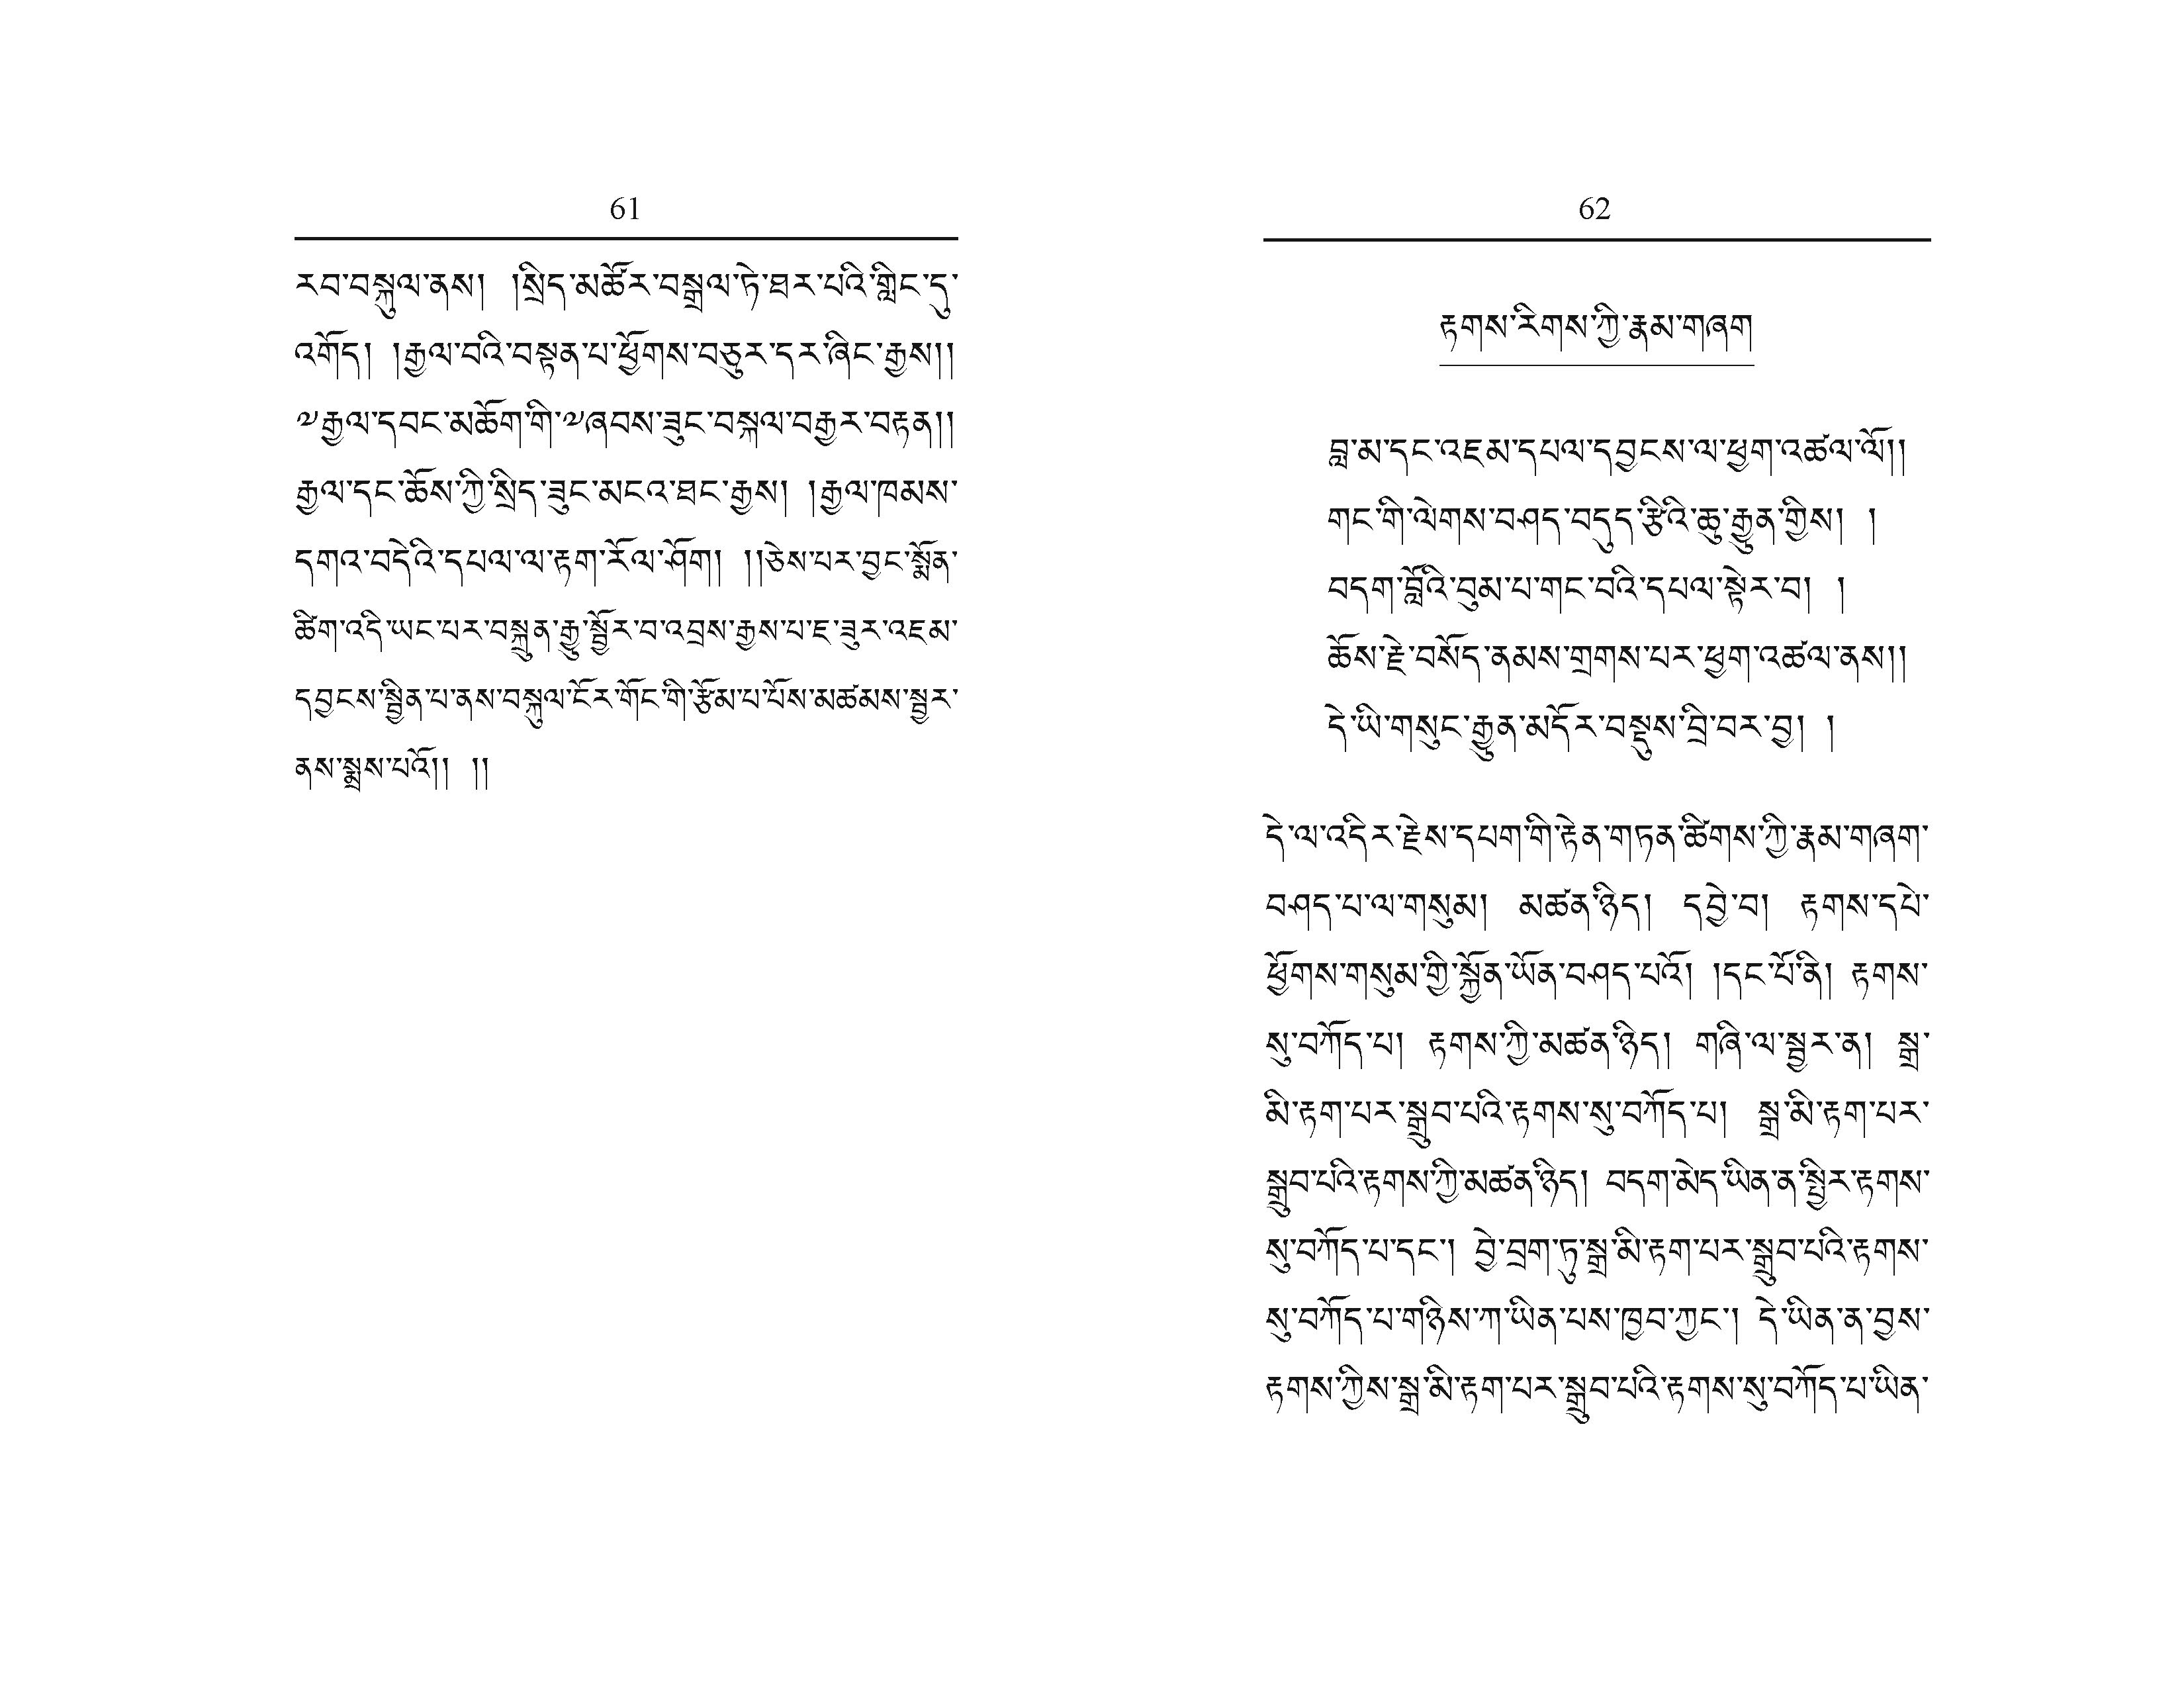 61
རབ་བསྐུལ་ནས། །སྲིད་མཚོར་བསྒྲལ་ཏེ་ཐར་པའི་གླིང་དུ་
འགོད། །རྒྱལ་བའི་བསྟན་པ་ཕྱོགས་བཅུར་དར་ཞིང་རྒྱས།།
༧རྒྱལ་དབང་མཆོག་གི་༧ཞབས་ཟུང་བསྐལ་བརྒྱར་བརྟན།།
རྒྱལ་དང་ཆོས་ཀྱི་སྲིད་ཟུང་མངའ་ཐང་རྒྱས། །རྒྱལ་ཁམས་
དགའ་བདེའི་དཔལ་ལ་རྟག་རོལ་ཤོག། །།ཅེས་པར་བྱང་སྨོན་
ཚིག་འདི་ཡང་པར་བསྐྲུན་རྒྱུ་སྦྱོར་བ་འབྲས་རྒྱས་པ་ཇ་ཟུར་འཇམ་
དབྱངས་སྦྱིན་པ་ནས་བསྐུལ་ངོར་གོང་གི་རྩོམ་པ་པོས་མཚམས་སྦྱར་
ནས་སྨྲས་པའོ།། །།
62
རྟགས་རིགས་ཀྱི་རྣམ་གཞག
བླ་མ་དང་འཇམ་དཔལ་དབྱངས་ལ་ཕྱག་འཚལ་ལོ།།
གང་གི་ལེགས་བཤད་བདུད་རྩིའི་ཆུ་རྒྱུན་གྱིས། །
བདག་བློའི་བུམ་པ་གང་བའི་དཔལ་སྟེར་བ། །
ཆོས་རྗེ་བསོད་ནམས་གྲགས་པར་ཕྱག་འཚལ་ནས།།
དེ་ཡི་གསུང་རྒྱུན་མདོར་བསྡུས་བྲི་བར་བྱ། །
དེ་ལ་འདིར་རྗེས་དཔག་གི་རྟེན་གཏན་ཚིགས་ཀྱི་རྣམ་གཞག་
བཤད་པ་ལ་གསུམ། མཚན་ཉིད། དབྱེ་བ། རྟགས་དཔེ་
ཕྱོགས་གསུམ་གྱི་སྐྱོན་ཡོན་བཤད་པའོ། །དང་པོ་ནི། རྟགས་
སུ་བཀོད་པ། རྟགས་ཀྱི་མཚན་ཉིད། གཞི་ལ་སྦྱར་ན། སྒྲ་
མི་རྟག་པར་སྒྲུབ་པའི་རྟགས་སུ་བཀོད་པ། སྒྲ་མི་རྟག་པར་
སྒྲུབ་པའི་རྟགས་ཀྱི་མཚན་ཉིད། བདག་མེད་ཡིན་ན་སྤྱིར་རྟགས་
སུ་བཀོད་པ་དང་། བྱེ་བྲག་ཏུ་སྒྲ་མི་རྟག་པར་སྒྲུབ་པའི་རྟགས་
སུ་བཀོད་པ་གཉིས་ཀ་ཡིན་པས་ཁྱབ་ཀྱང་། དེ་ཡིན་ན་བྱས་
རྟགས་ཀྱིས་སྒྲ་མི་རྟག་པར་སྒྲུབ་པའི་རྟགས་སུ་བཀོད་པ་ཡིན་